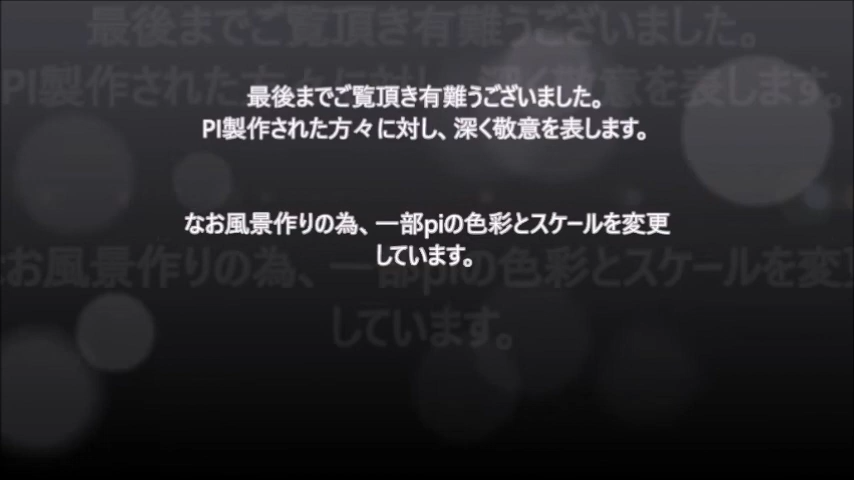 最後までご覧頂き有難うございました。
PI製作された方々に対し、深く敬意を表します。
なお風景作りの為、一部piの色彩とスケールを変更
しています。